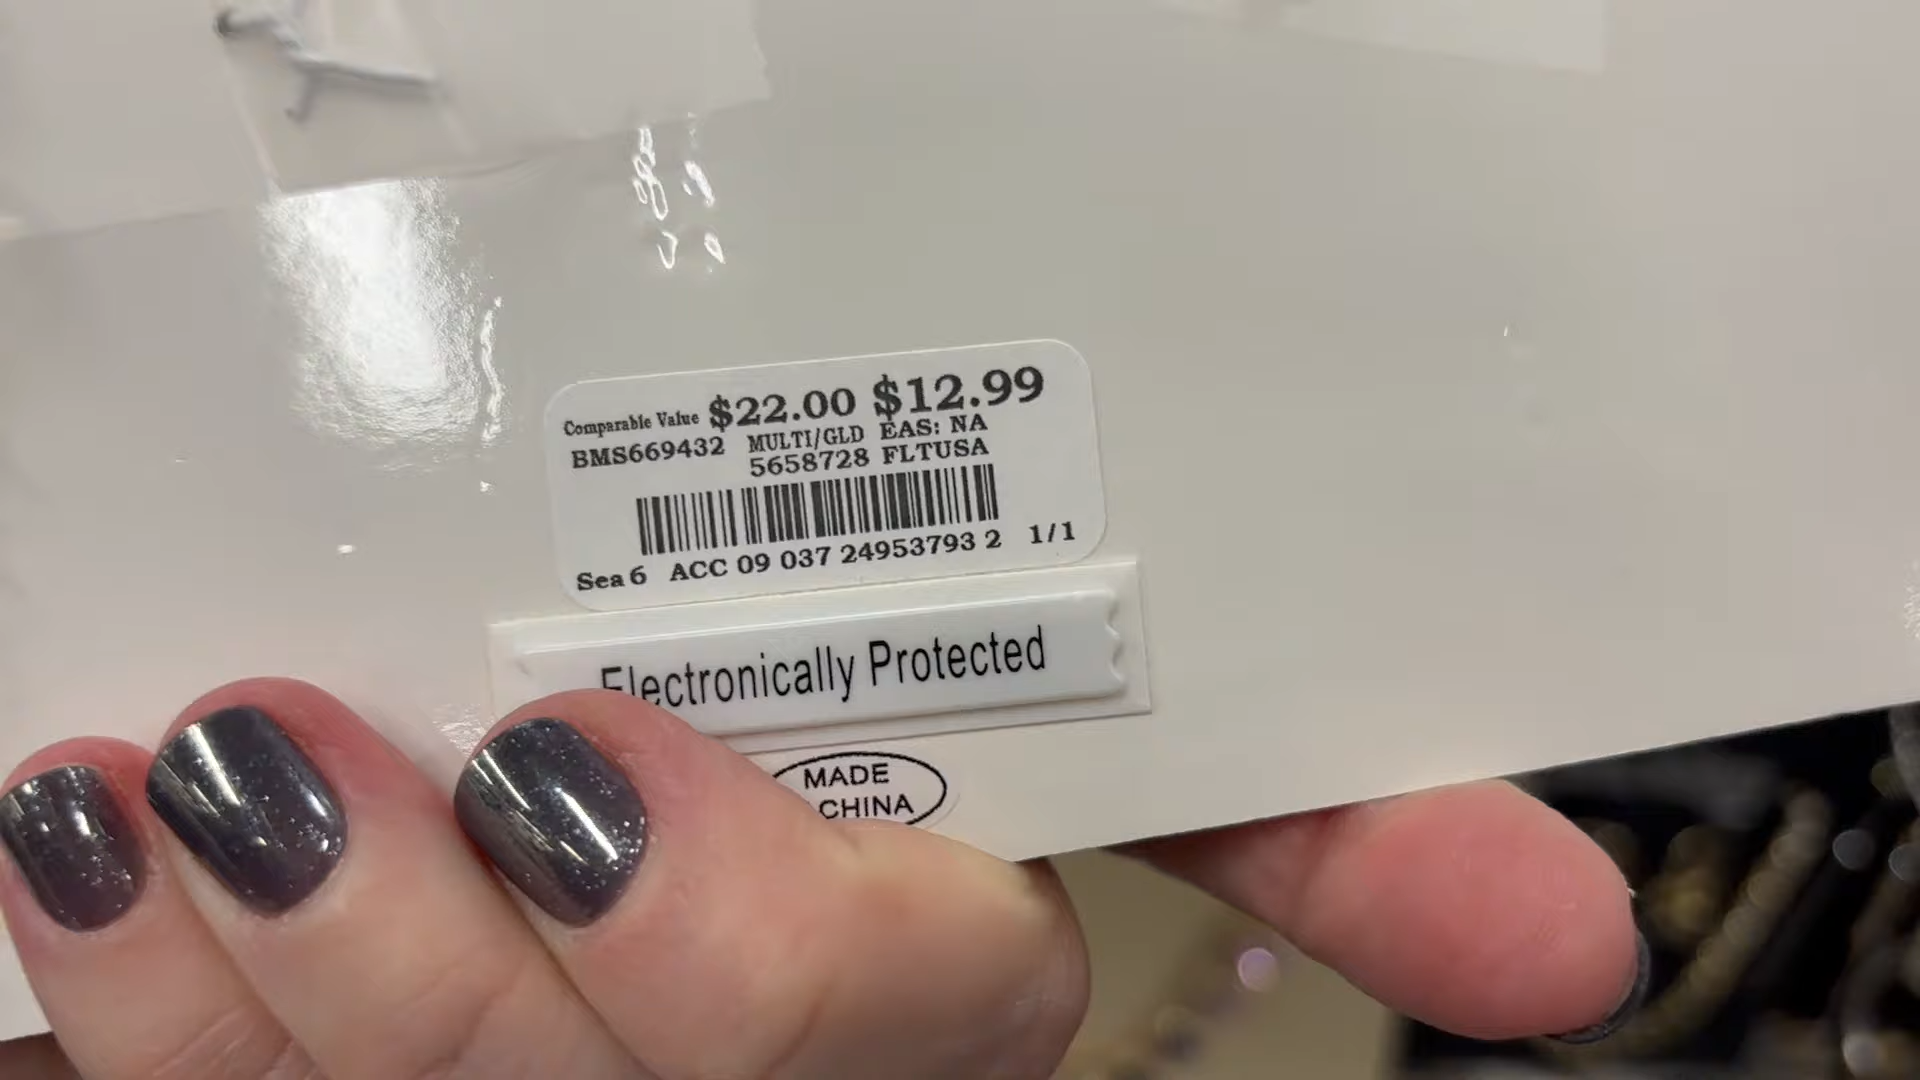 Comparable Value $22.00 $12.99
BMS669432 MULTI/GLD EAS: NA
5658728 FLTUSA
Sea 6 ACC 09 037 24953793 2 1/1
Electronically Protected
MADE
CHINA